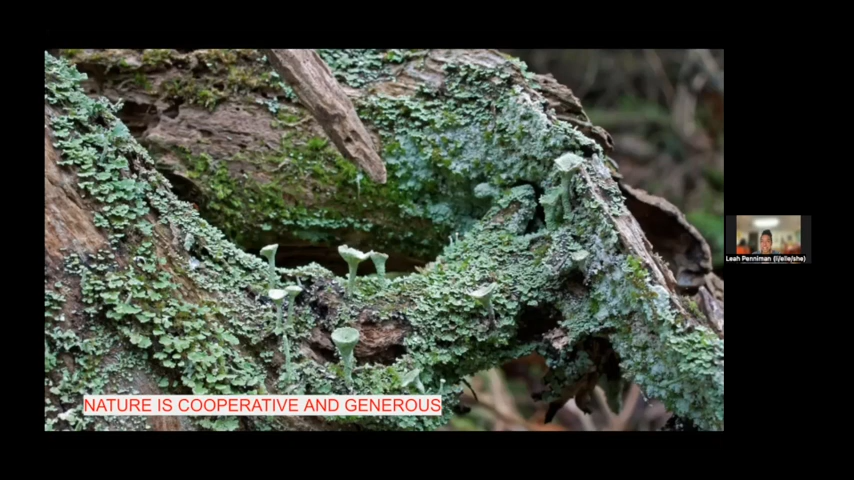 NATURE IS COOPERATIVE AND GENEROUS
Leah Penniman (li/elle/she)